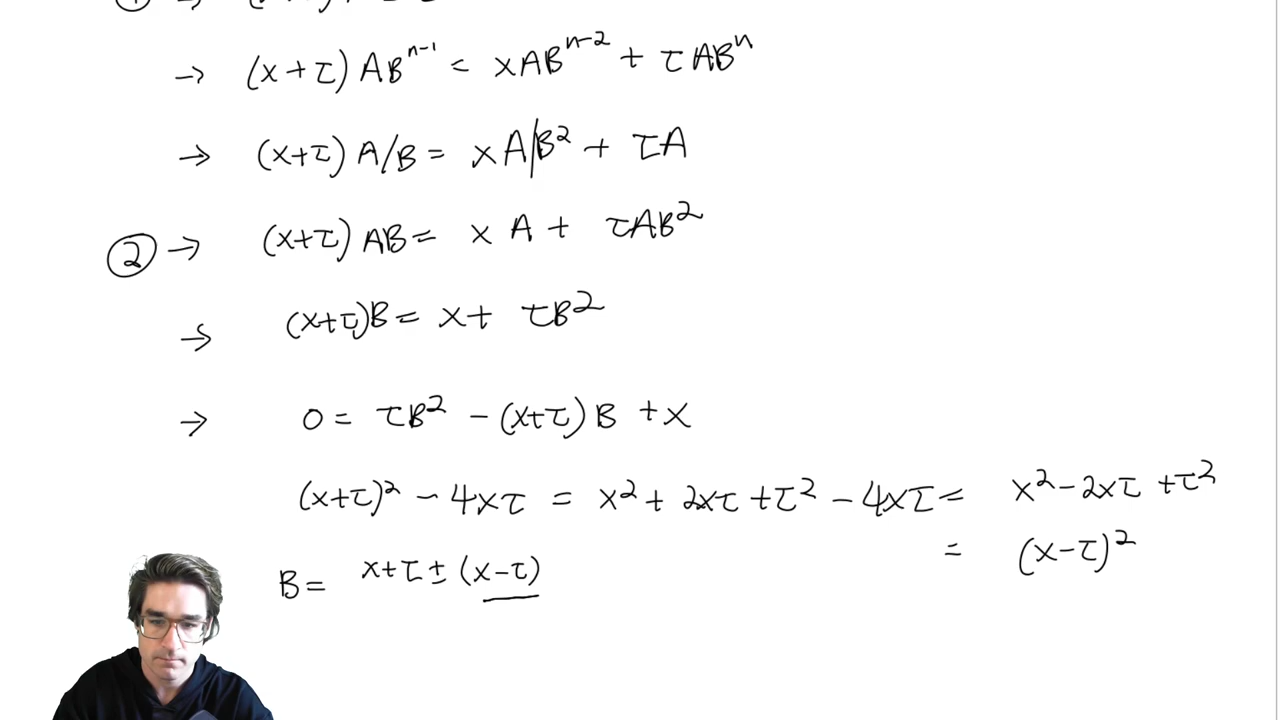 → (x+τ) AB^{n-1} = xAB^{n-2} + τAB^n
→ (x+τ) A/B = xA/B² + τA
② → (x+τ) AB = x A + τAB²
→ (x+τ)B = x + τB²
→ 0 = τB² - (x+τ) B + x
(x+τ)² - 4xτ = x² + 2xτ + τ² - 4xτ = x² - 2xτ + τ²
= (x-τ)²
B = x+τ ± (x-τ)